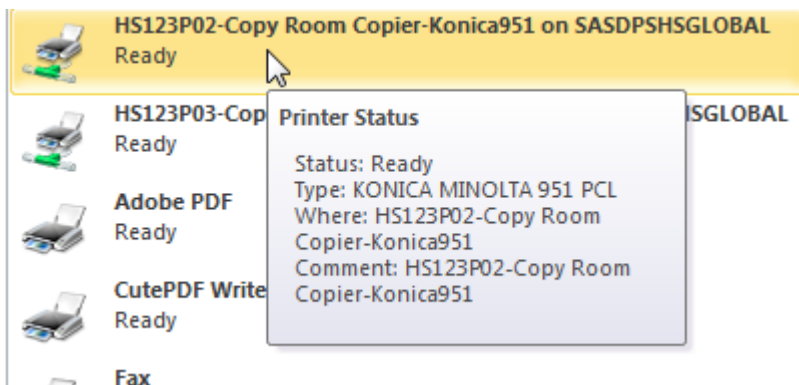 HS123P02-Copy Room Copier-Konica951 on SASDPSHSGLOBAL
Ready
HS123P03-Cop
SGLOBAL
Ready
Printer Status
Status: Ready
Type: KONICA MINOLTA 951 PCL
Where: HS123P02-Copy Room
Copier-Konica951
Comment: HS123P02-Copy Room
Copier-Konica951
Adobe PDF
Ready
CutePDF Write
Ready
Fax